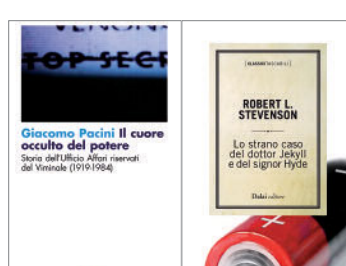 TOP SECR
Giacomo Pacini Il cuore
occulto del potere
Storia dell'Ufficio Affari riservati
del Viminale (1919-1984)
ROBERT L.
STEVENSON
Lo strano caso
del dottor Jekyll
e del signor Hyde
Dalai editore